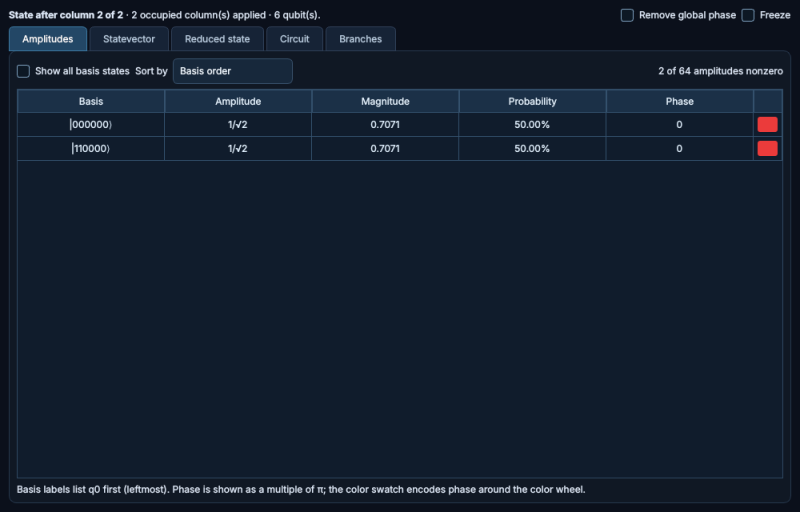 State after column 2 of 2 · 2 occupied column(s) applied · 6 qubit(s). Remove global phase Freeze
Amplitudes Statevector Reduced state Circuit Branches
Show all basis states Sort by Basis order 2 of 64 amplitudes nonzero
Basis Amplitude Magnitude Probability Phase
|000000⟩ 1/√2 0.7071 50.00% 0
|110000⟩ 1/√2 0.7071 50.00% 0
Basis labels list q0 first (leftmost). Phase is shown as a multiple of π; the color swatch encodes phase around the color wheel.